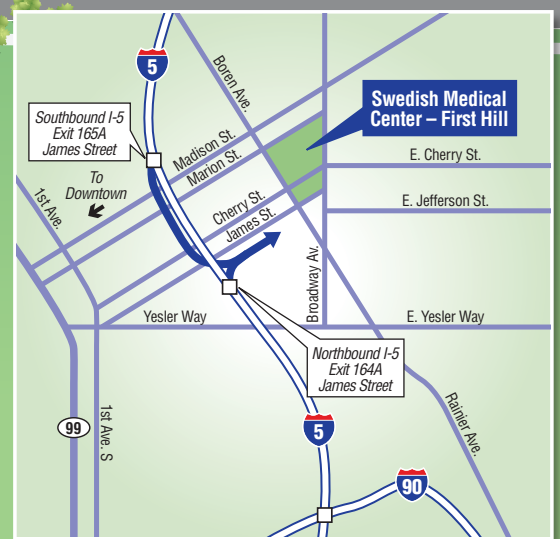 5
Boren Ave.
Swedish Medical
Center – First Hill
Southbound I-5
Exit 165A
James Street
Madison St.
Marion St.
E. Cherry St.
To
Downtown
1st Ave.
Cherry St.
James St.
E. Jefferson St.
Broadway Av.
Yesler Way
E. Yesler Way
Northbound I-5
Exit 164A
James Street
Rainier Ave.
99
1st Ave. S
5
90